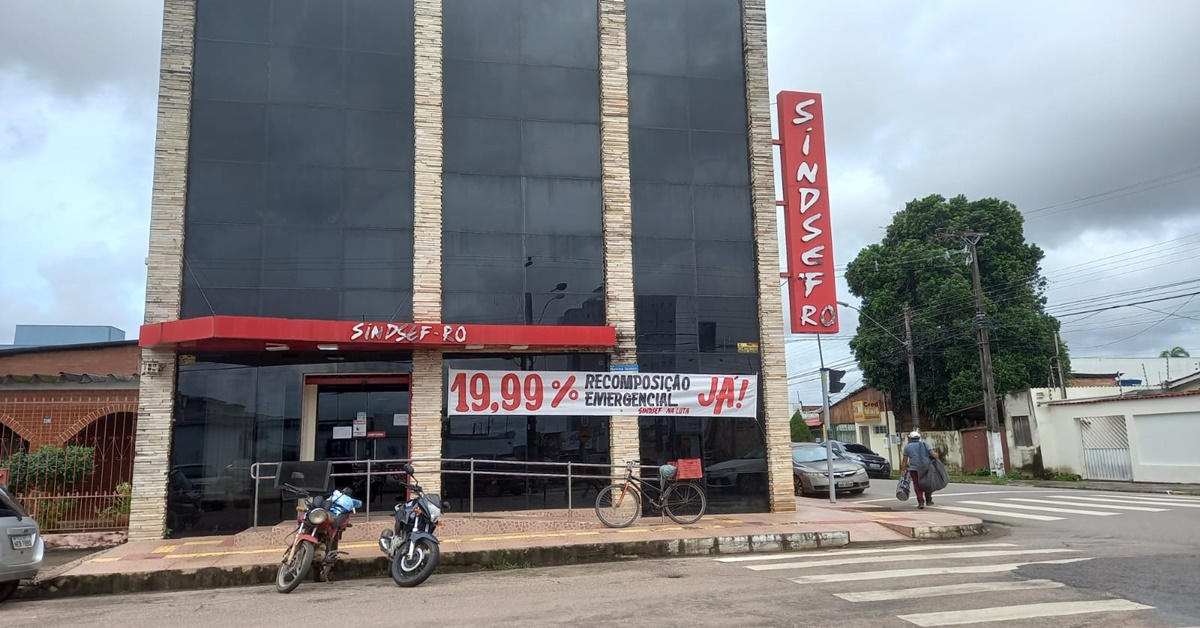 SINDSEF RO
SINDSEF-RO
19,99% RECOMPOSIÇÃO
EMERGENCIAL JÁ!
SINDSEF NA LUTA